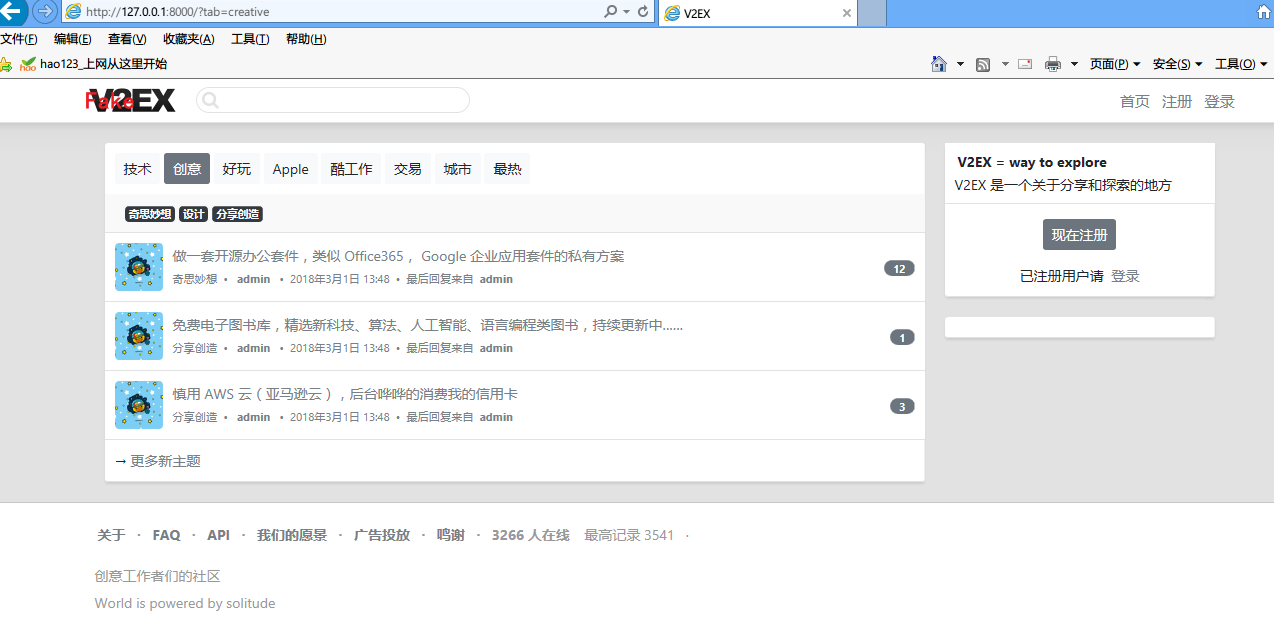 http://127.0.0.1:8000/?tab=creative
V2EX
文件(F) 编辑(E) 查看(V) 收藏夹(A) 工具(T) 帮助(H)
hao123_上网从这里开始
页面(P) 安全(S) 工具(O)
Fake V2EX
首页 注册 登录
技术 创意 好玩 Apple 酷工作 交易 城市 最热
奇思妙想 设计 分享创造
做一套开源办公套件，类似 Office365， Google 企业应用套件的私有方案
奇思妙想 • admin • 2018年3月1日 13:48 • 最后回复来自 admin
12
免费电子图书库，精选新科技、算法、人工智能、语言编程类图书，持续更新中......
分享创造 • admin • 2018年3月1日 13:48 • 最后回复来自 admin
1
慎用 AWS 云（亚马逊云），后台哗哗的消费我的信用卡
分享创造 • admin • 2018年3月1日 13:48 • 最后回复来自 admin
3
→ 更多新主题
V2EX = way to explore
V2EX 是一个关于分享和探索的地方
现在注册
已注册用户请 登录
关于 · FAQ · API · 我们的愿景 · 广告投放 · 鸣谢 · 3266 人在线 最高记录 3541 ·
创意工作者们的社区
World is powered by solitude